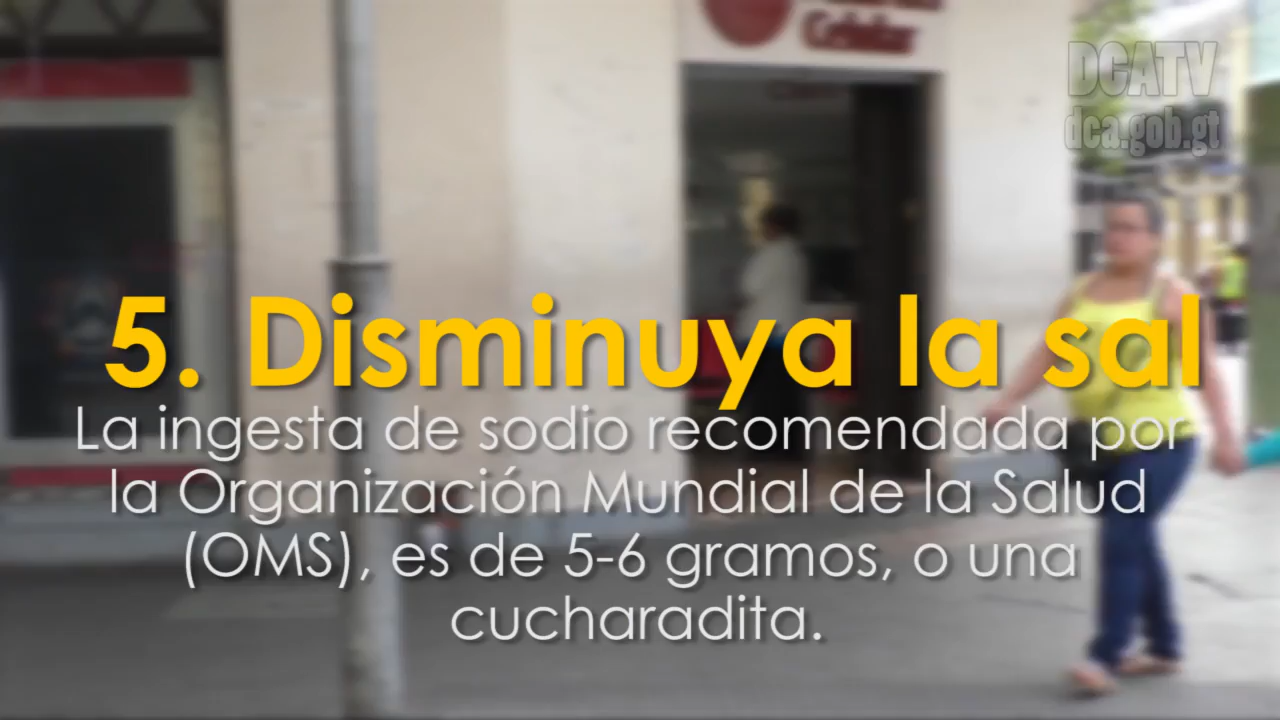 Celular
DCATV
dca.gob.gt
5. Disminuya la sal
La ingesta de sodio recomendada por
la Organización Mundial de la Salud
(OMS), es de 5-6 gramos, o una
cucharadita.